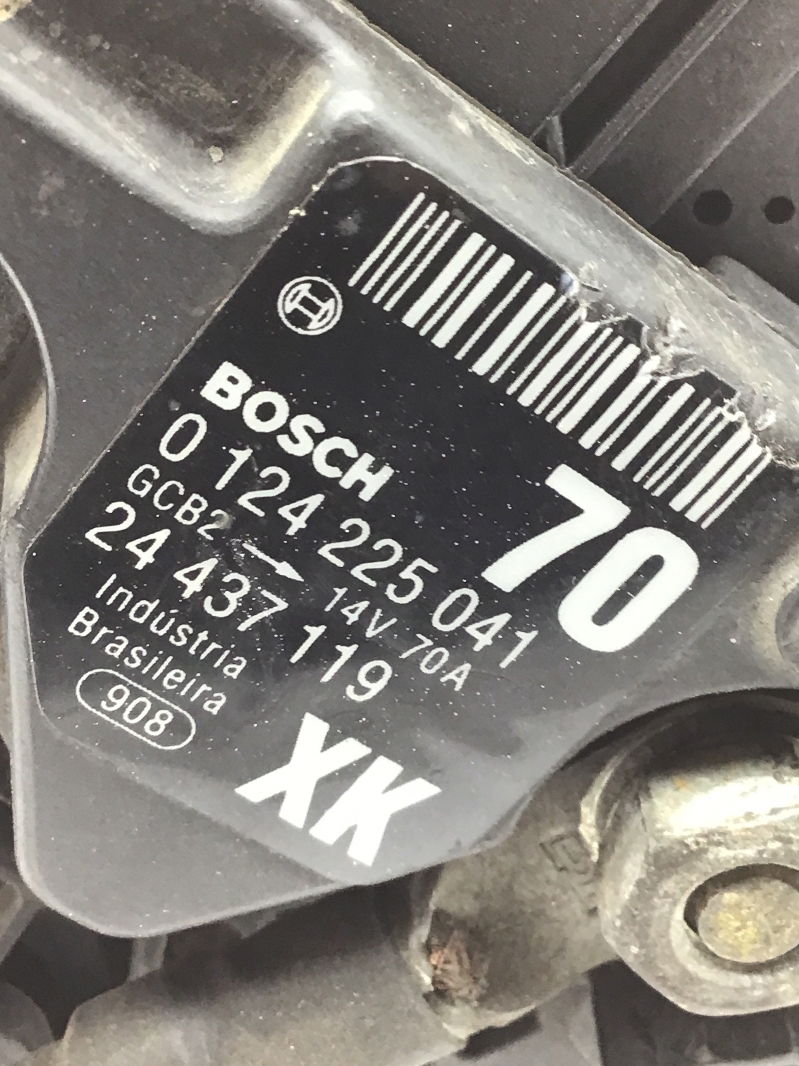 BOSCH
0 124 225 041
GCB2 → 14V 70A
24 437 119
Indústria
Brasileira
908
70
XK